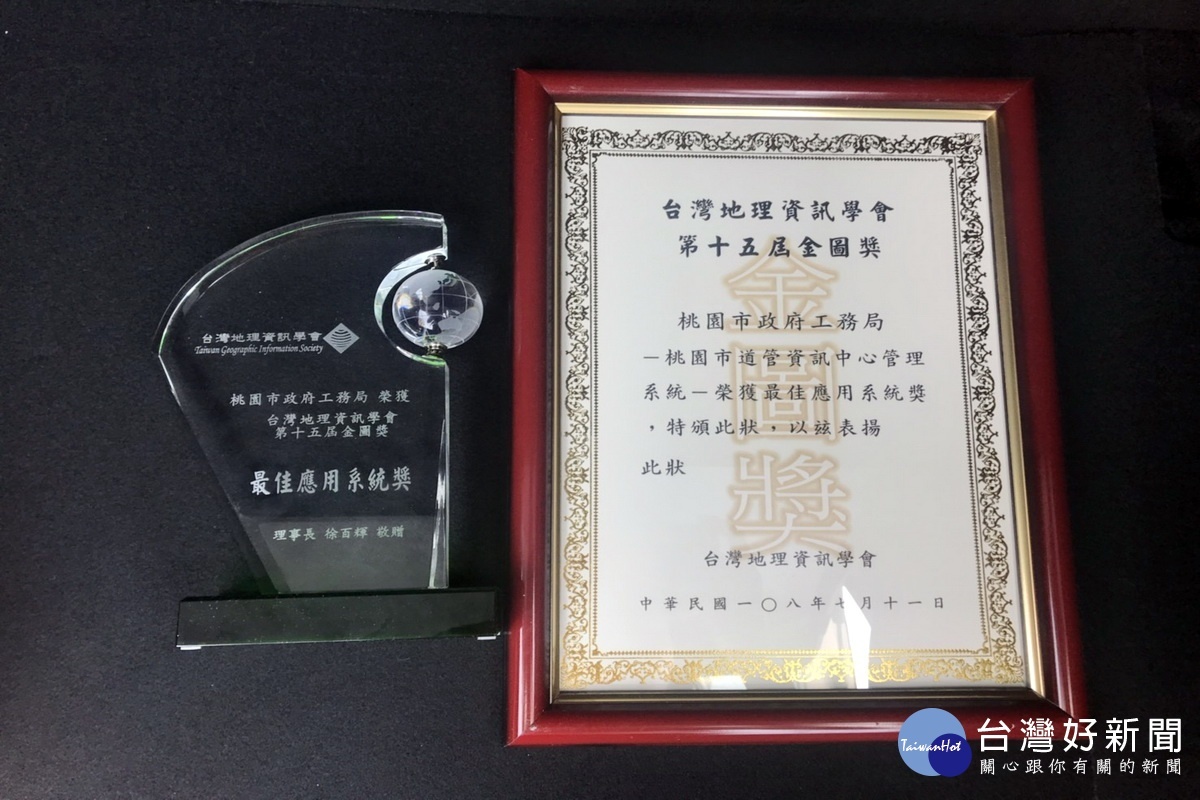 台灣地理資訊學會
Taiwan Geographic Information Society
桃園市政府工務局 榮獲
台灣地理資訊學會
第十五屆金圖獎
最佳應用系統獎
理事長 徐百輝 敬贈
台灣地理資訊學會
第十五屆金圖獎
金圖獎
桃園市政府工務局
－桃園市道管資訊中心管理
系統－榮獲最佳應用系統獎
，特頒此狀，以茲表揚
此狀
台灣地理資訊學會
中華民國一〇八年七月十一日
TaiwanHot
台灣好新聞
關心跟你有關的新聞